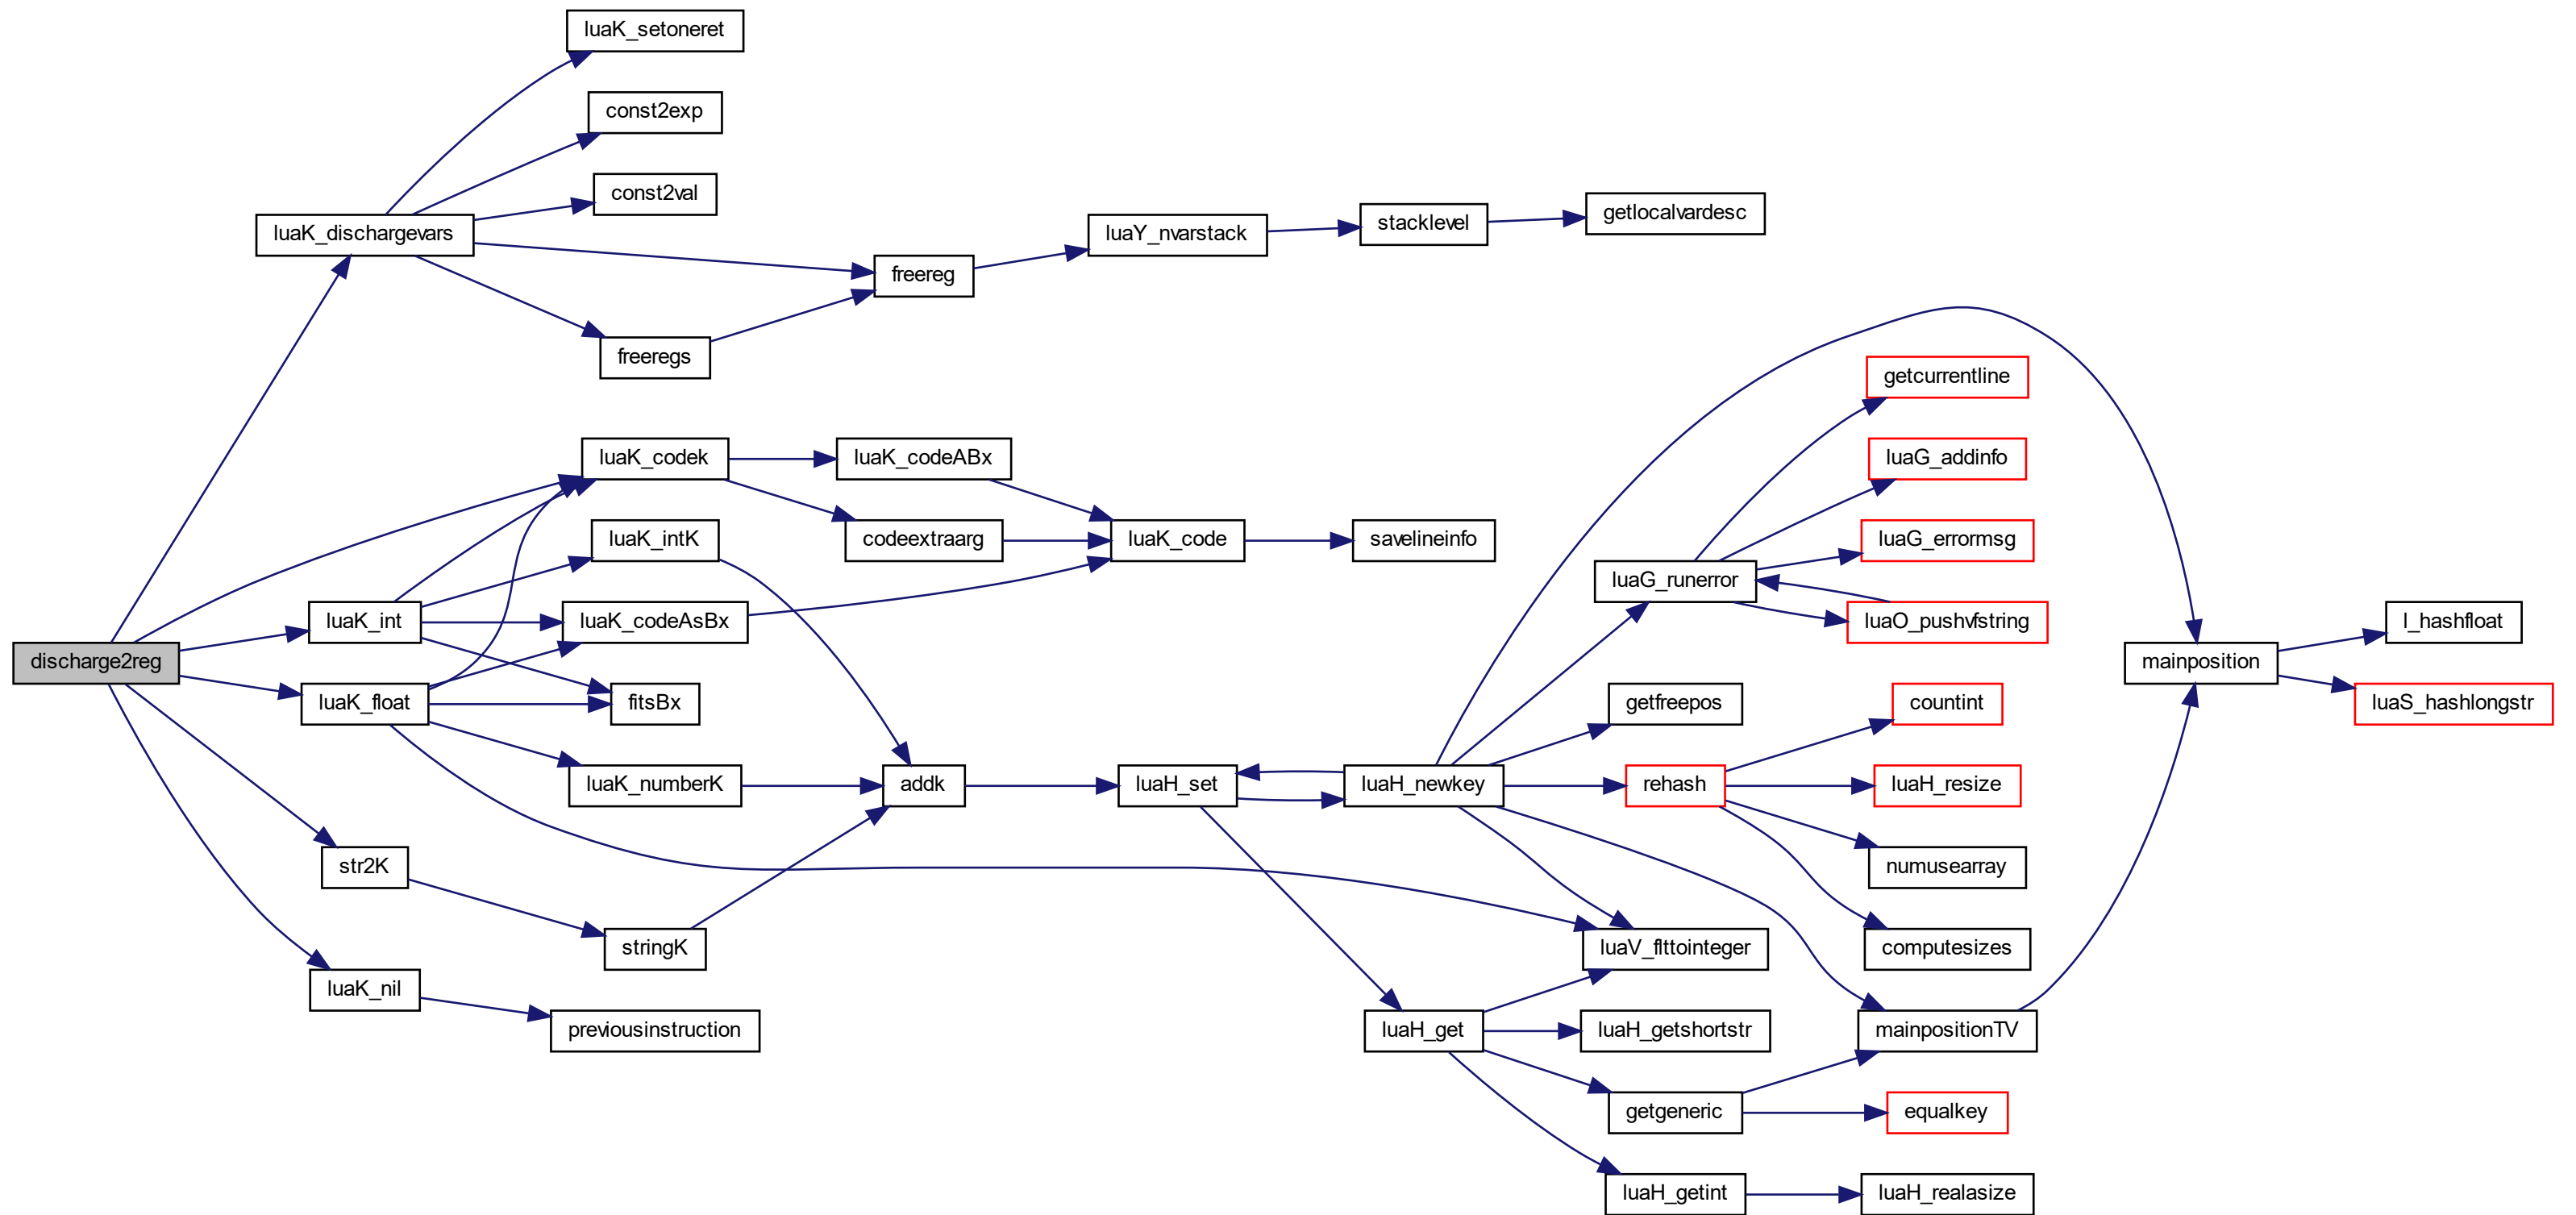 luaK_setoneret
const2exp
const2val
getlocalvardesc
luaK_dischargevars
luaY_nvarstack
stacklevel
freereg
freeregs
getcurrentline
luaK_codek
luaK_codeABx
luaG_addinfo
luaK_intK
codeextraarg
luaK_code
savelineinfo
luaG_errormsg
luaG_runerror
luaK_int
luaK_codeAsBx
luaO_pushvfstring
l_hashfloat
discharge2reg
mainposition
luaK_float
fitsBx
getfreepos
countint
luaS_hashlongstr
luaK_numberK
addk
luaH_set
luaH_newkey
rehash
luaH_resize
str2K
numusearray
stringK
luaV_flttointeger
computesizes
luaK_nil
previousinstruction
luaH_get
luaH_getshortstr
mainpositionTV
getgeneric
equalkey
luaH_getint
luaH_realasize